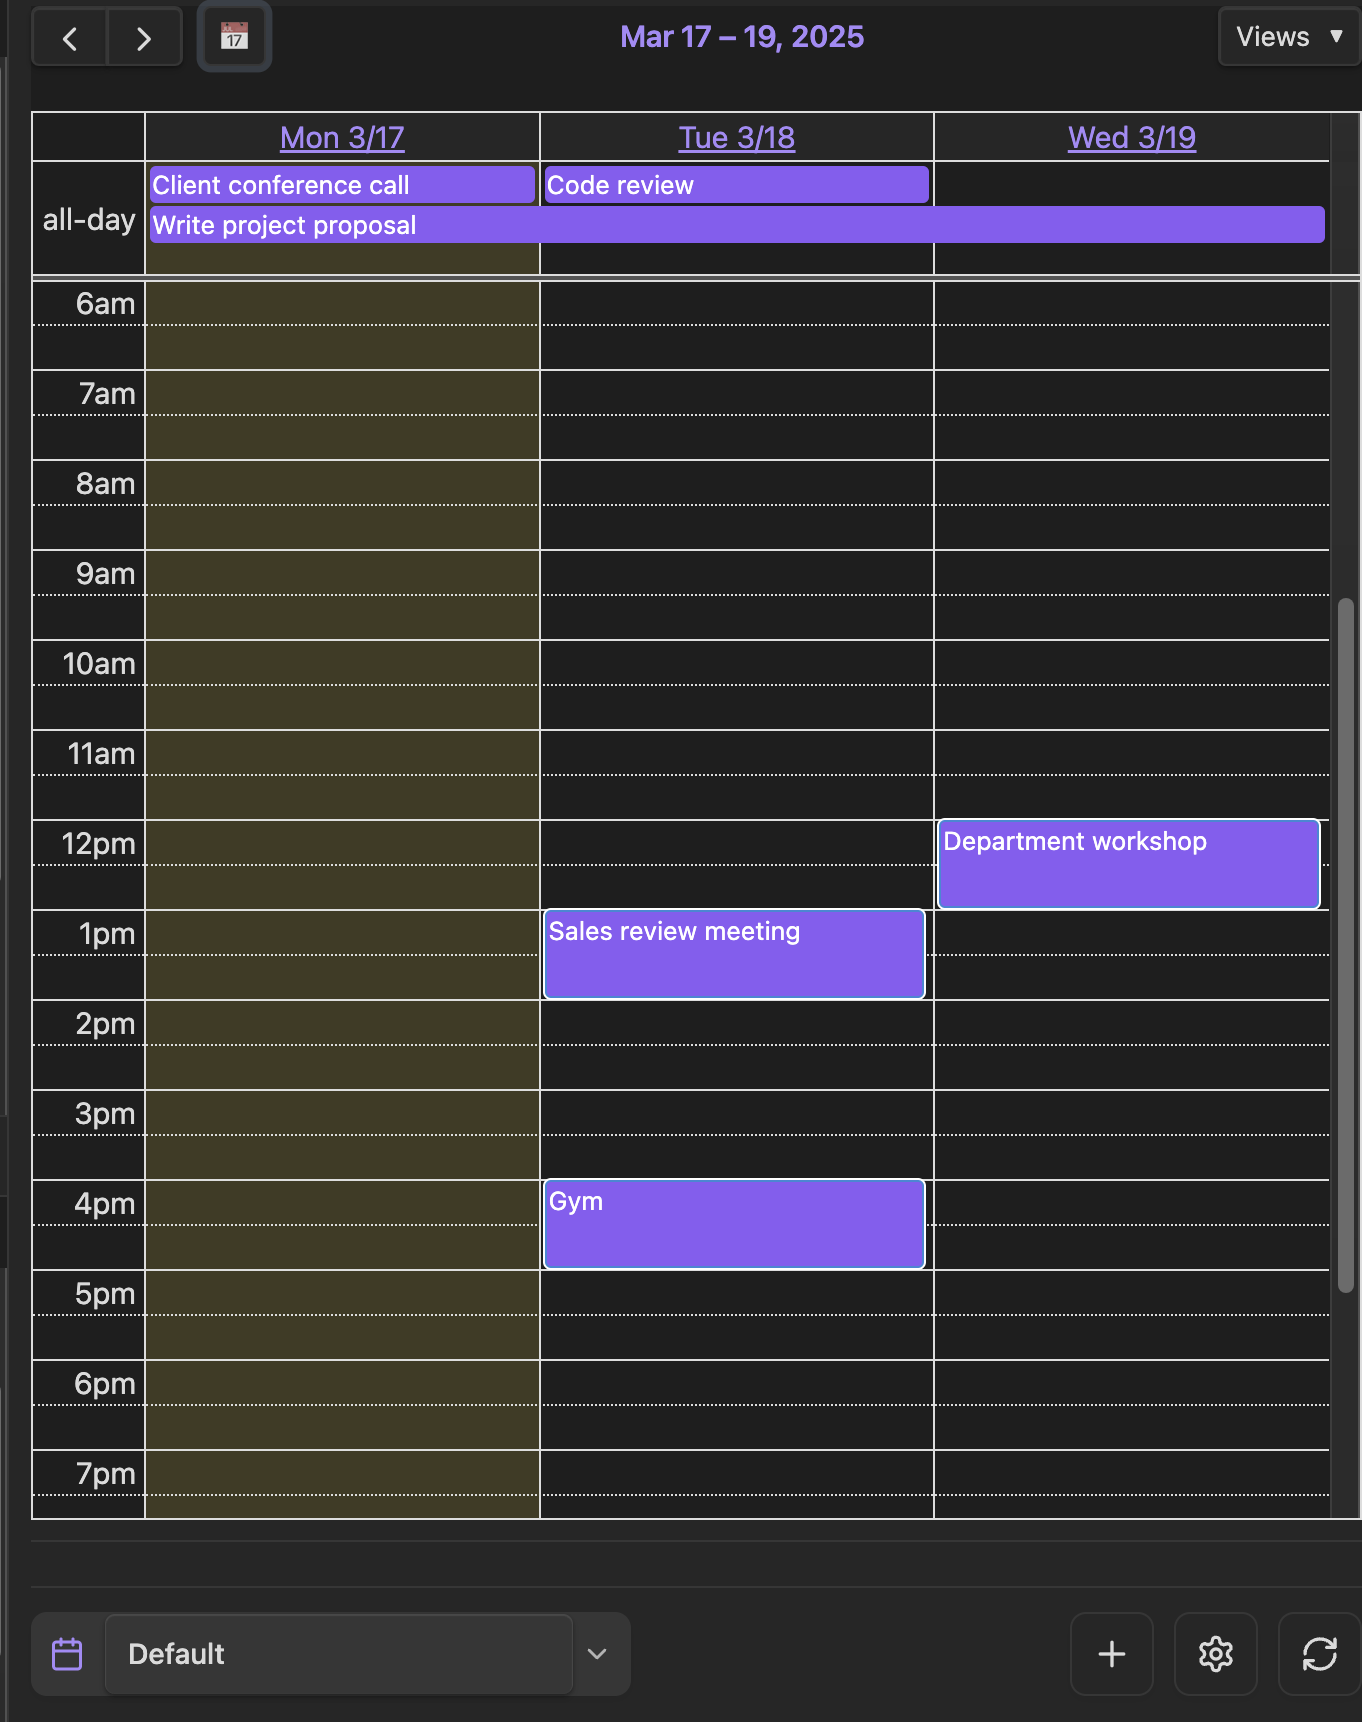 JUL
17
Mar 17 – 19, 2025
Views ▼
Mon 3/17
Tue 3/18
Wed 3/19
all-day
Client conference call
Code review
Write project proposal
6am
7am
8am
9am
10am
11am
12pm
Department workshop
1pm
Sales review meeting
2pm
3pm
4pm
Gym
5pm
6pm
7pm
Default